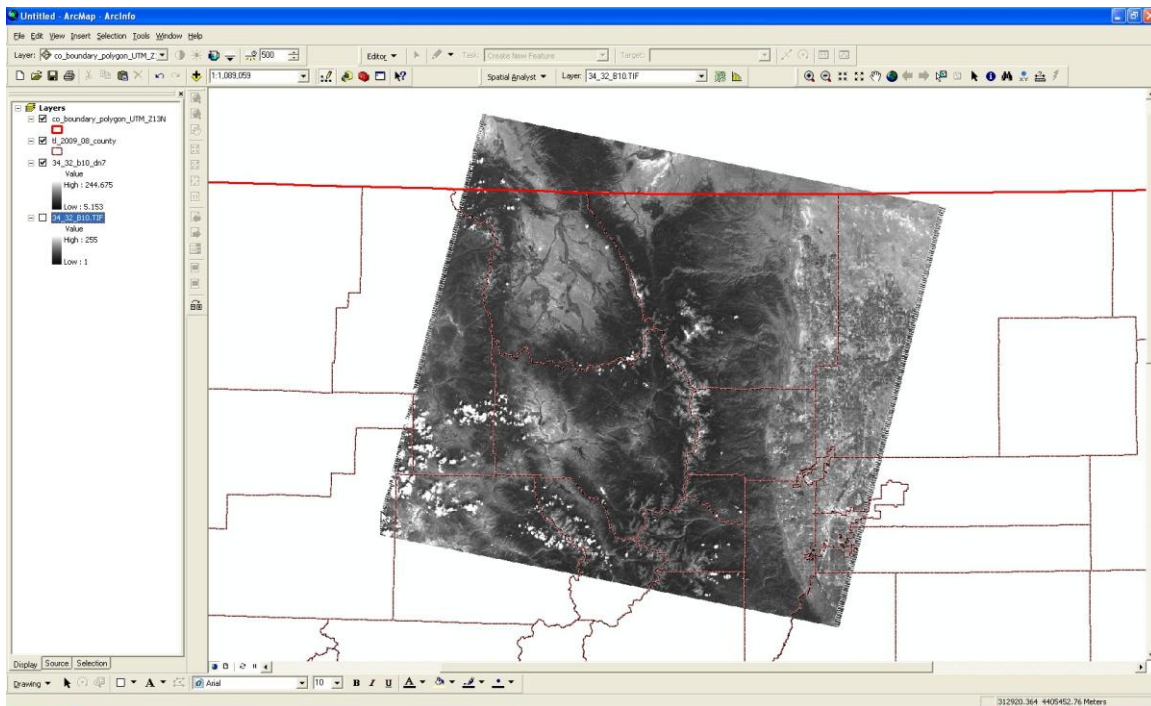 Untitled - ArcMap - ArcInfo
File Edit View Insert Selection Tools Window Help
Layer: co_boundary_polygon_UTM_Z1 500 Editor Task: Create New Feature Target:
1:1,089,059 Spatial Analyst Layer: 34_32_B10.TIF
Layers
co_boundary_polygon_UTM_Z13N
tl_2009_08_county
34_32_b10_dn7
Value
High : 244.675
Low : 5.153
34_32_B10.TIF
Value
High : 255
Low : 1
Display Source Selection
Drawing A Arial 10 B I U A
312920.364 4405452.76 Meters